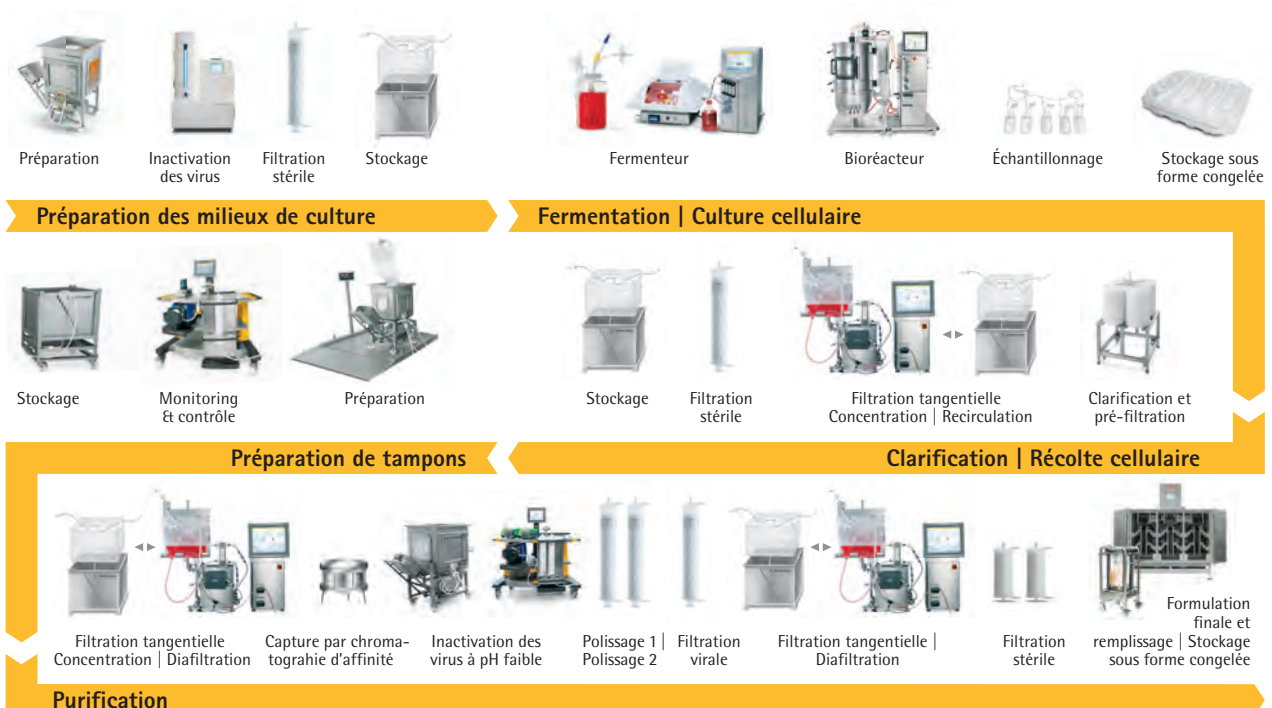 Préparation
Inactivation
des virus
Filtration
stérile
Stockage
Fermenteur
Bioréacteur
Échantillonnage
Stockage sous
forme congelée
Préparation des milieux de culture
Fermentation | Culture cellulaire
Stockage
Monitoring
& contrôle
Préparation
Stockage
Filtration
stérile
Filtration tangentielle
Concentration | Recirculation
Clarification et
pré-filtration
Préparation de tampons
Clarification | Récolte cellulaire
Filtration tangentielle
Concentration | Diafiltration
Capture par chroma-
tograhie d'affinité
Inactivation des
virus à pH faible
Polissage 1 |
Polissage 2
Filtration
virale
Filtration tangentielle |
Diafiltration
Filtration
stérile
Formulation
finale et
remplissage | Stockage
sous forme congelée
Purification